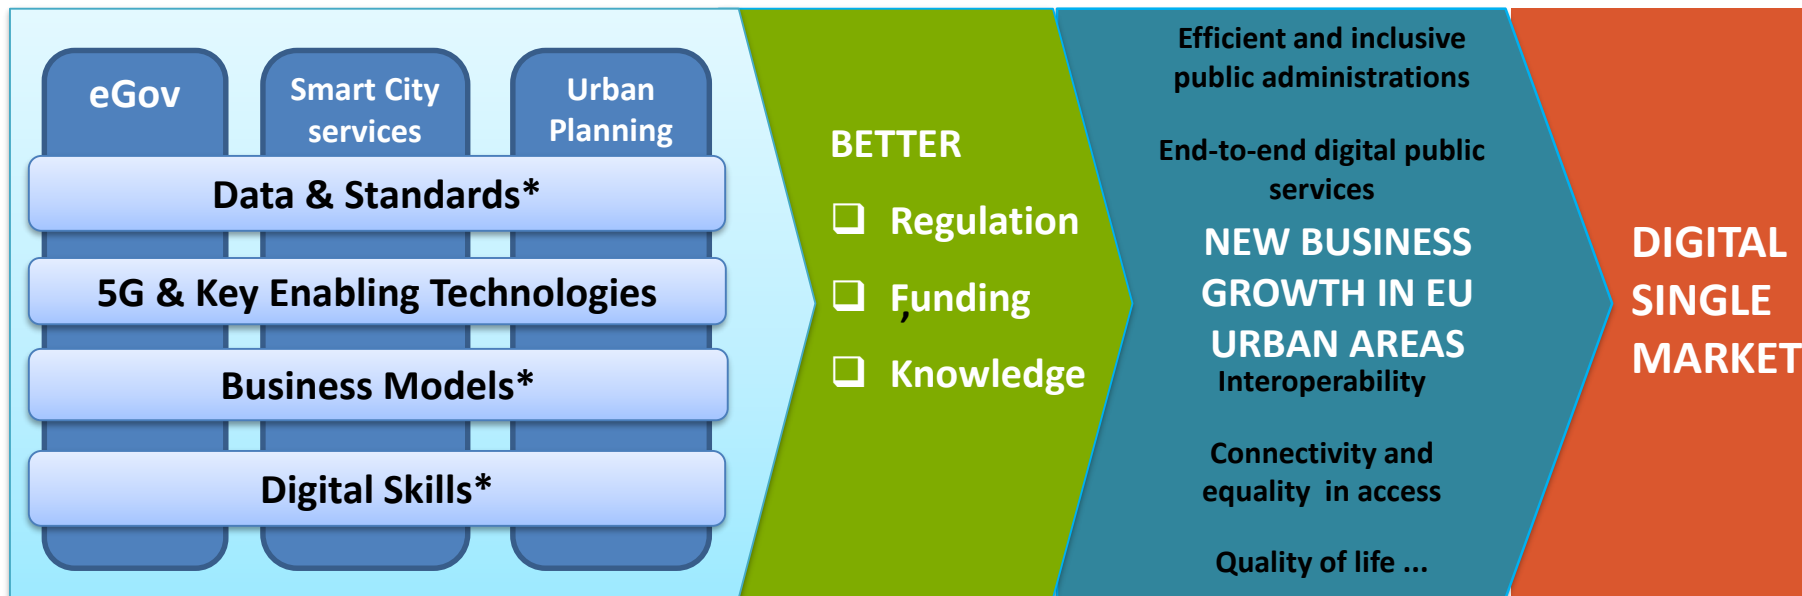 eGov
Smart City
services
Urban
Planning
Data & Standards*
5G & Key Enabling Technologies
Business Models*
Digital Skills*
BETTER
❑ Regulation
❑ Funding
,
❑ Knowledge
Efficient and inclusive
public administrations
End-to-end digital public
services
NEW BUSINESS
GROWTH IN EU
URBAN AREAS
Interoperability
Connectivity and
equality in access
Quality of life ...
DIGITAL
SINGLE
MARKET